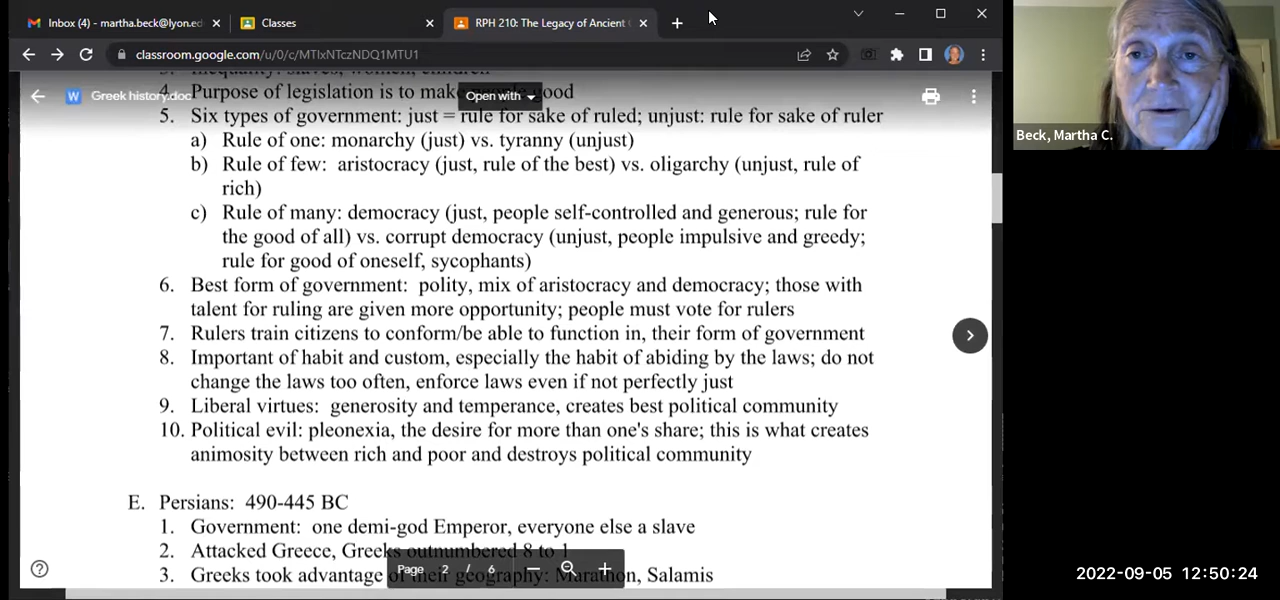 Inbox (4) - martha.beck@lyon.ed
Classes
RPH 210: The Legacy of Ancient
classroom.google.com/u/0/c/MTIxNTczNDQ1MTU1
3. Inequality: slaves, women, children
Greek history.doc
Open with
4. Purpose of legislation is to make people good
5. Six types of government: just = rule for sake of ruled; unjust: rule for sake of ruler
a) Rule of one: monarchy (just) vs. tyranny (unjust)
b) Rule of few: aristocracy (just, rule of the best) vs. oligarchy (unjust, rule of
rich)
c) Rule of many: democracy (just, people self-controlled and generous; rule for
the good of all) vs. corrupt democracy (unjust, people impulsive and greedy;
rule for good of oneself, sycophants)
6. Best form of government: polity, mix of aristocracy and democracy; those with
talent for ruling are given more opportunity; people must vote for rulers
7. Rulers train citizens to conform/be able to function in, their form of government
8. Important of habit and custom, especially the habit of abiding by the laws; do not
change the laws too often, enforce laws even if not perfectly just
9. Liberal virtues: generosity and temperance, creates best political community
10. Political evil: pleonexia, the desire for more than one's share; this is what creates
animosity between rich and poor and destroys political community
E. Persians: 490-445 BC
1. Government: one demi-god Emperor, everyone else a slave
2. Attacked Greece, Greeks outnumbered 8 to 1
3. Greeks took advantage of their geography: Marathon, Salamis
Page 2 / 6
Beck, Martha C.
2022-09-05 12:50:24